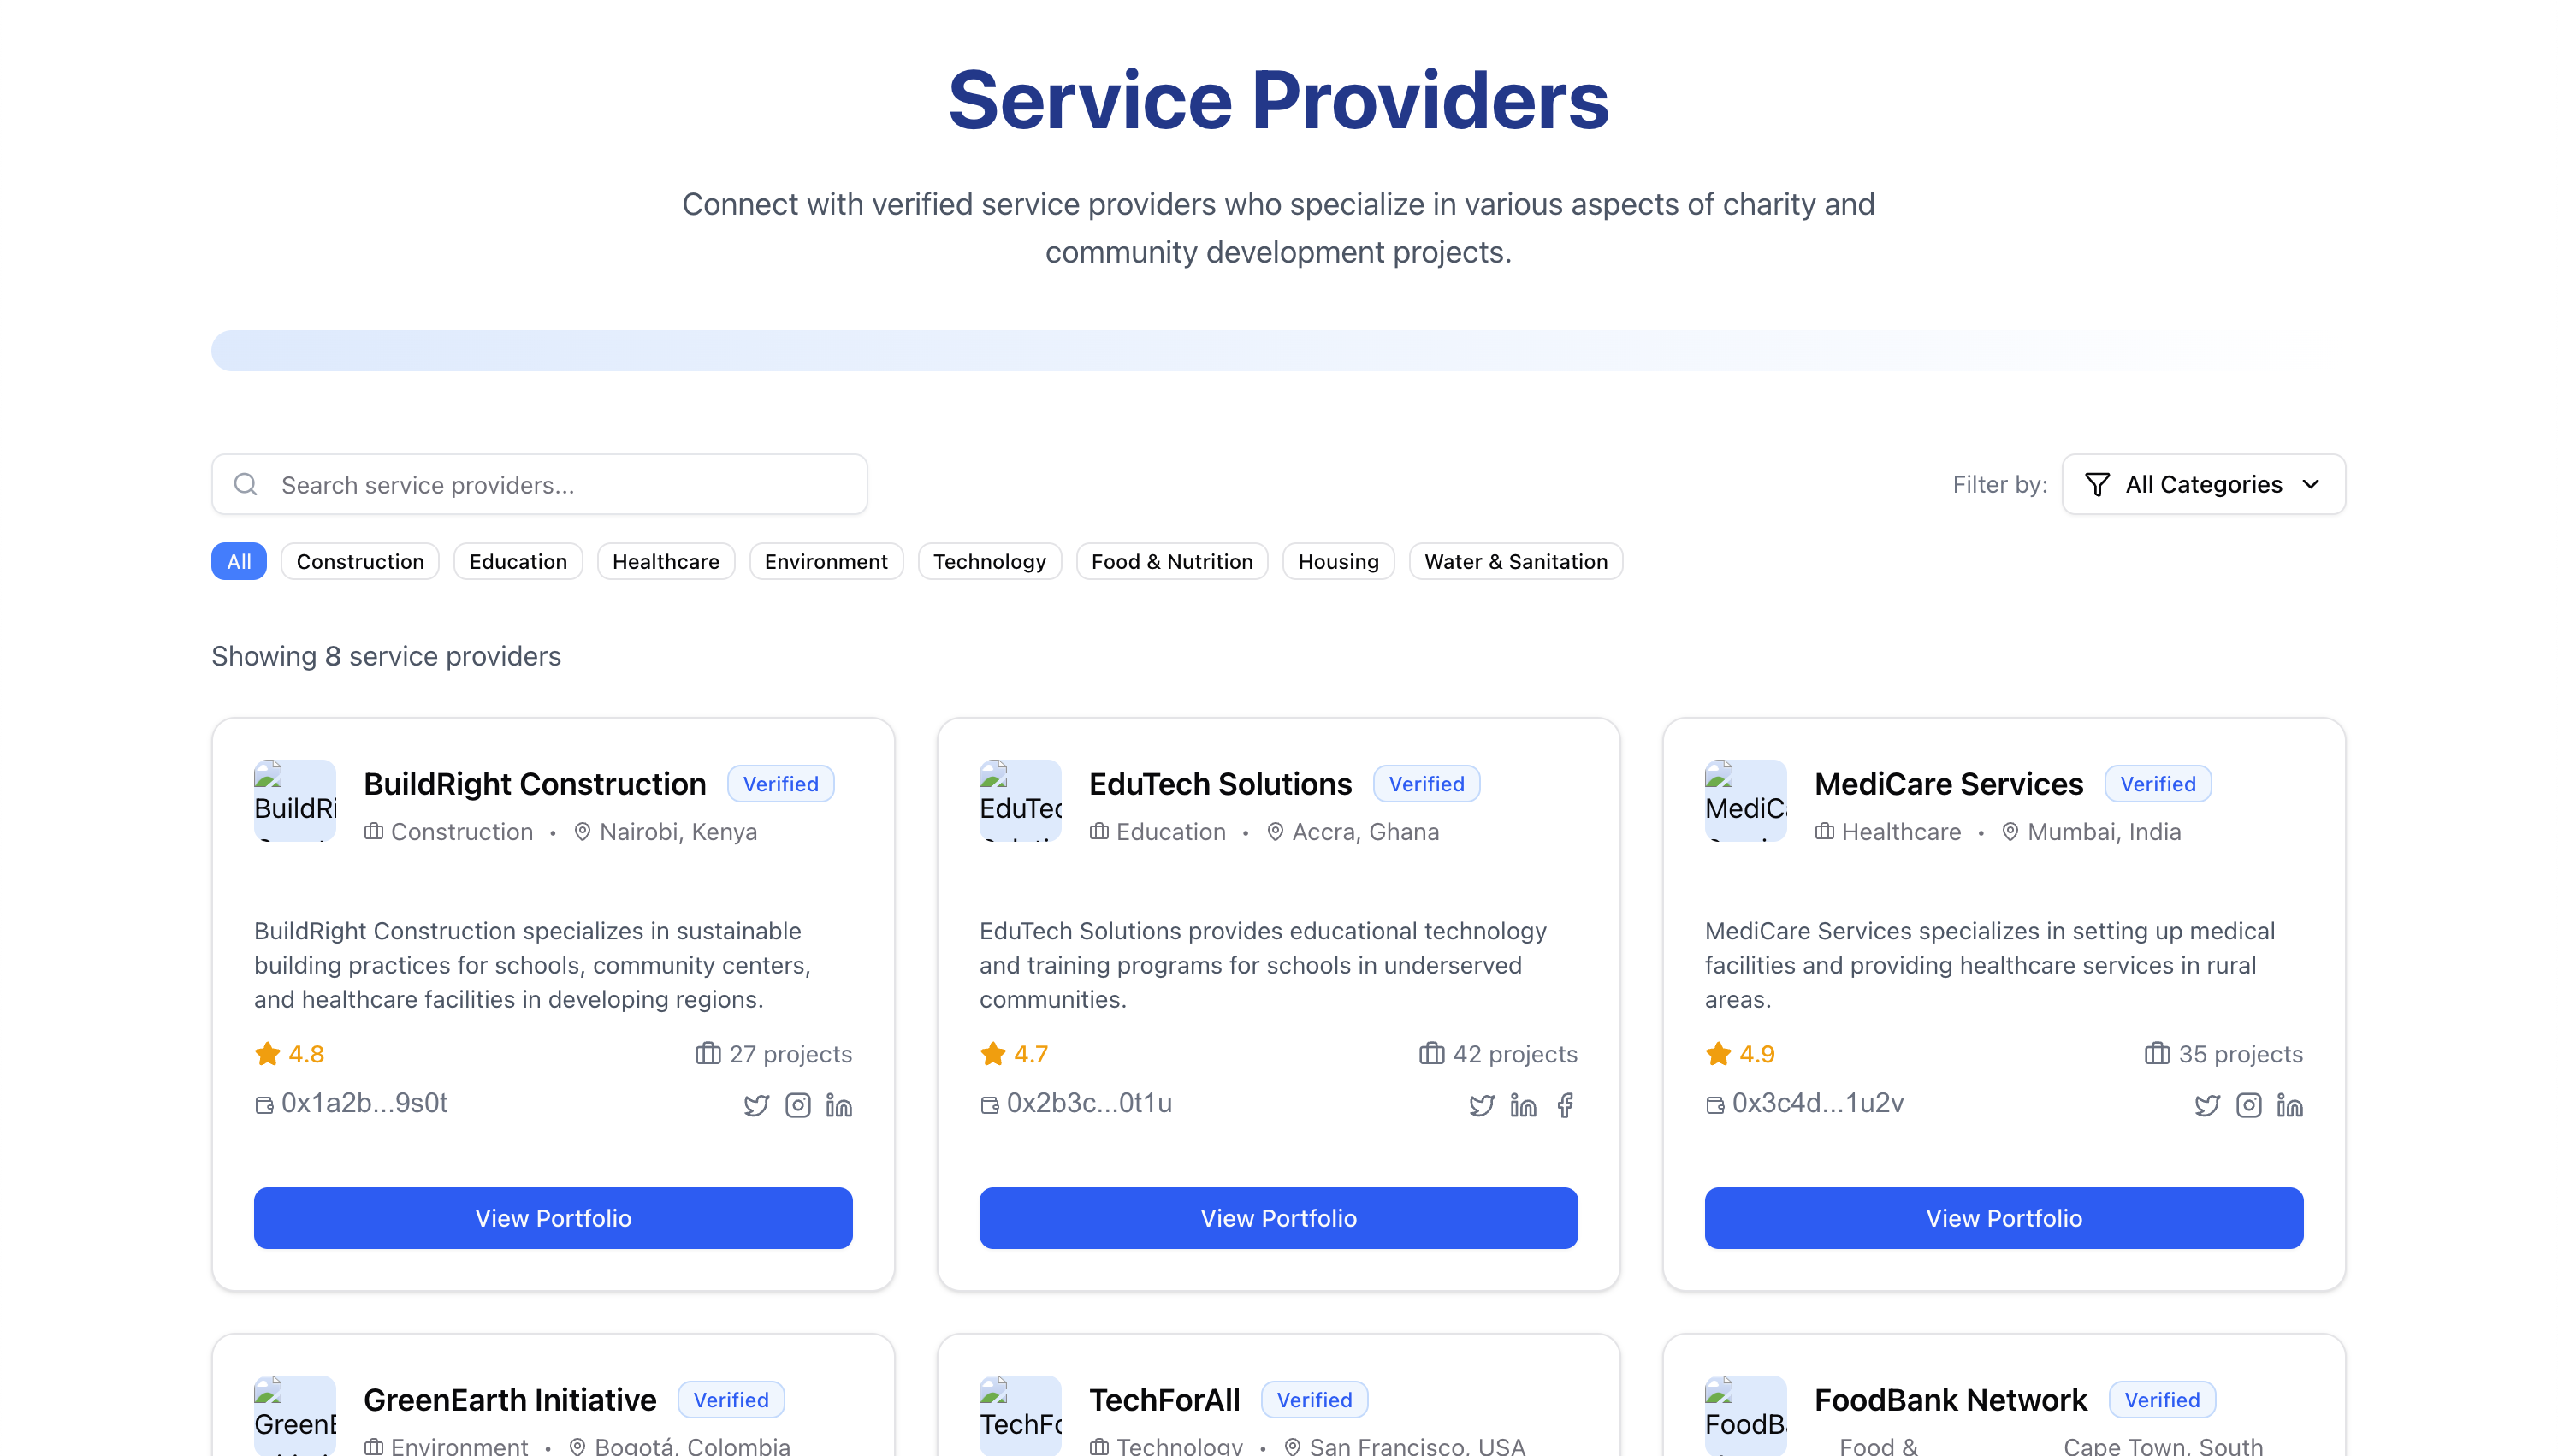 Service Providers
Connect with verified service providers who specialize in various aspects of charity and
community development projects.
Search service providers...
Filter by:
All Categories
All
Construction
Education
Healthcare
Environment
Technology
Food & Nutrition
Housing
Water & Sanitation
Showing 8 service providers
BuildRi
BuildRight Construction
Verified
Construction • Nairobi, Kenya
BuildRight Construction specializes in sustainable
building practices for schools, community centers,
and healthcare facilities in developing regions.
4.8
27 projects
0x1a2b...9s0t
View Portfolio
EduTec
EduTech Solutions
Verified
Education • Accra, Ghana
EduTech Solutions provides educational technology
and training programs for schools in underserved
communities.
4.7
42 projects
0x2b3c...0t1u
View Portfolio
MediCa
MediCare Services
Verified
Healthcare • Mumbai, India
MediCare Services specializes in setting up medical
facilities and providing healthcare services in rural
areas.
4.9
35 projects
0x3c4d...1u2v
View Portfolio
GreenE
GreenEarth Initiative
Verified
Environment • Bogotá, Colombia
TechFo
TechForAll
Verified
Technology • San Francisco, USA
FoodBa
FoodBank Network
Verified
Food &
Cape Town, South